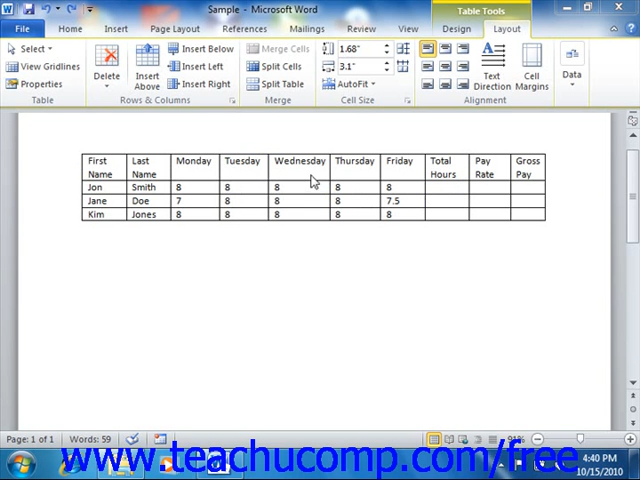 Sample - Microsoft Word
Table Tools
File Home Insert Page Layout References Mailings Review View Design Layout
Select
View Gridlines
Properties
Table
Delete
Insert Above
Insert Below
Insert Left
Insert Right
Rows & Columns
Merge Cells
Split Cells
Split Table
Merge
1.68"
3.1"
AutoFit
Cell Size
Text Direction
Cell Margins
Alignment
Data
First Name Last Name Monday Tuesday Wednesday Thursday Friday Total Hours Pay Rate Gross Pay
Jon Smith 8 8 8 8 8
Jane Doe 7 8 8 8 7.5
Kim Jones 8 8 8 8 8
Page: 1 of 1 Words: 59 91%
www.teachucomp.com/free
4:40 PM
10/15/2010